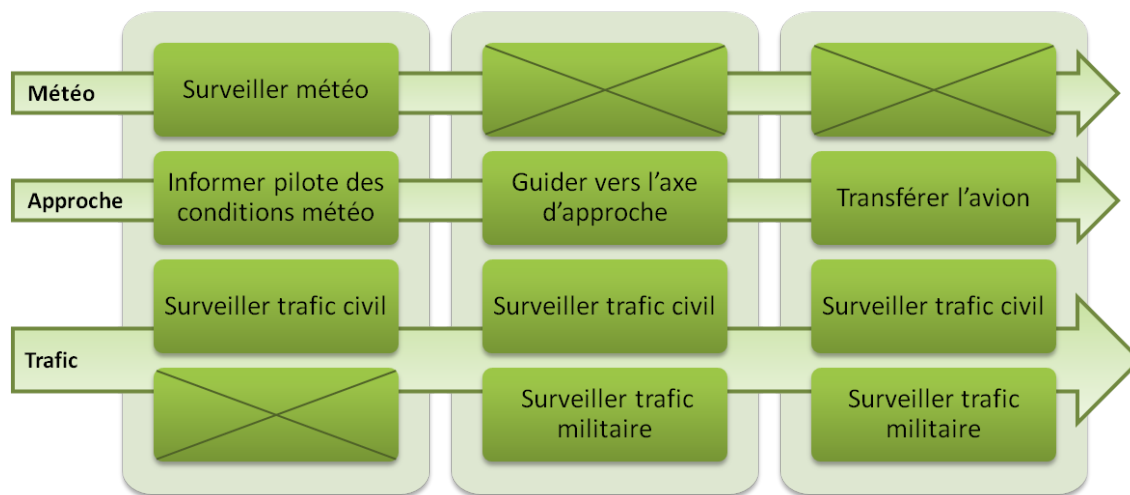 Météo
Surveiller météo
Approche
Informer pilote des
conditions météo
Guider vers l’axe
d’approche
Transférer l’avion
Trafic
Surveiller trafic civil
Surveiller trafic civil
Surveiller trafic civil
Surveiller trafic
militaire
Surveiller trafic
militaire